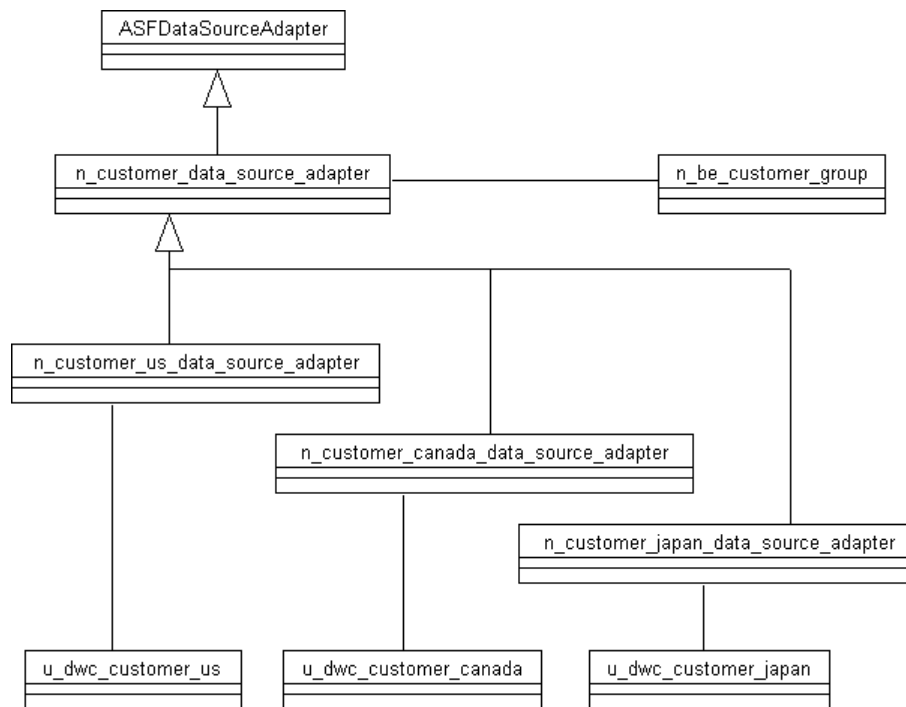 ASFDataSourceAdapter
n_customer_data_source_adapter
n_be_customer_group
n_customer_us_data_source_adapter
n_customer_canada_data_source_adapter
n_customer_japan_data_source_adapter
u_dwc_customer_us
u_dwc_customer_canada
u_dwc_customer_japan